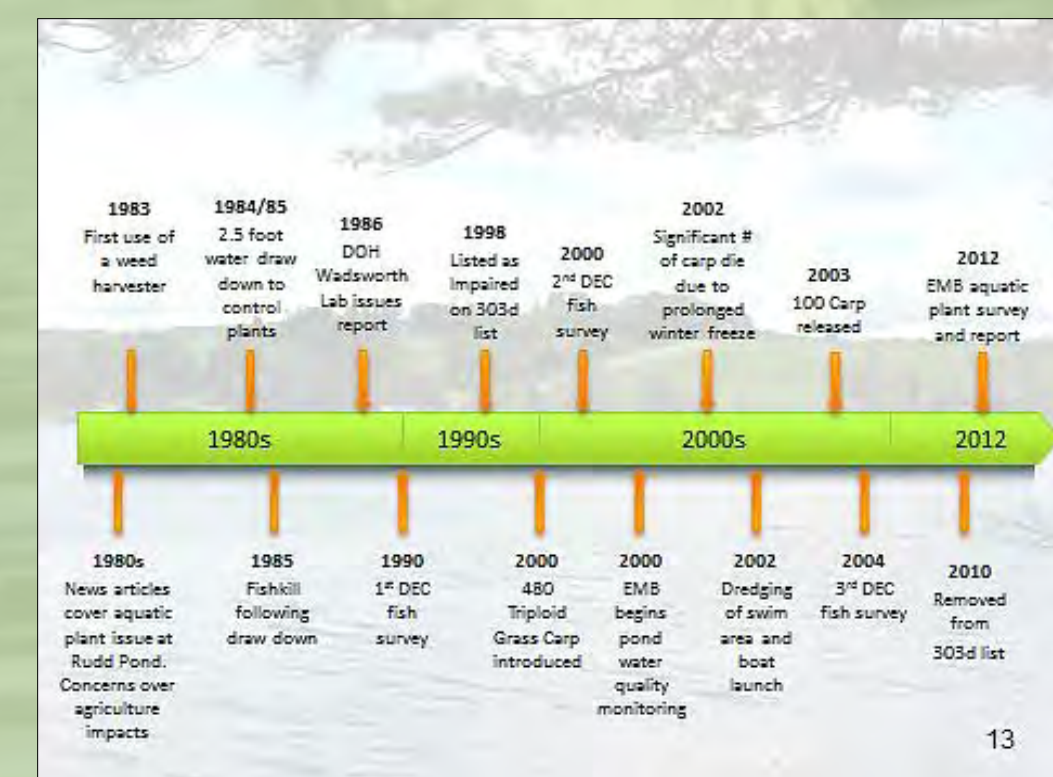 1983
First use of
a weed
harvester
1984/85
2.5 foot
water draw
down to
control
plants
1986
DOH
Wadsworth
Lab issues
report
1998
Listed as
Impaired
on 303d
list
2000
2nd DEC
fish
survey
2002
Significant #
of carp die
due to
prolonged
winter freeze
2003
100 Carp
released
2012
EMB aquatic
plant survey
and report
1980s
1990s
2000s
2012
1980s
News articles
cover aquatic
plant issue at
Rudd Pond.
Concerns over
agriculture
impacts
1985
Fishkill
following
draw down
1990
1st DEC
fish
survey
2000
480
Triploid
Grass Carp
introduced
2000
EMB
begins
pond
water
quality
monitoring
2002
Dredging
of swim
area and
boat
launch
2004
3rd DEC
fish survey
2010
Removed
from
303d list
13